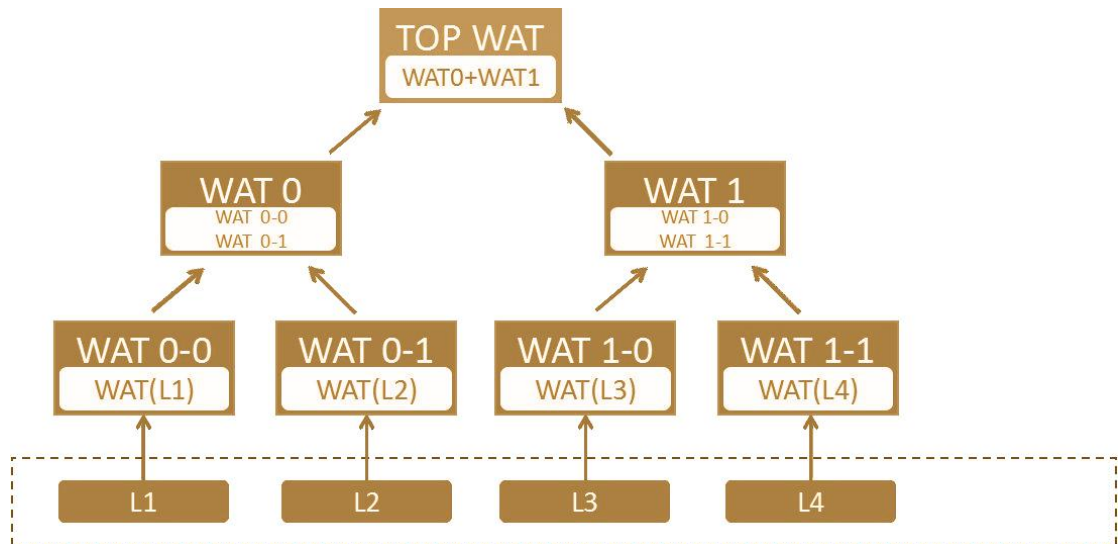 TOP WAT
WAT0+WAT1
WAT 0
WAT 0-0
WAT 0-1
WAT 1
WAT 1-0
WAT 1-1
WAT 0-0
WAT(L1)
WAT 0-1
WAT(L2)
WAT 1-0
WAT(L3)
WAT 1-1
WAT(L4)
L1
L2
L3
L4